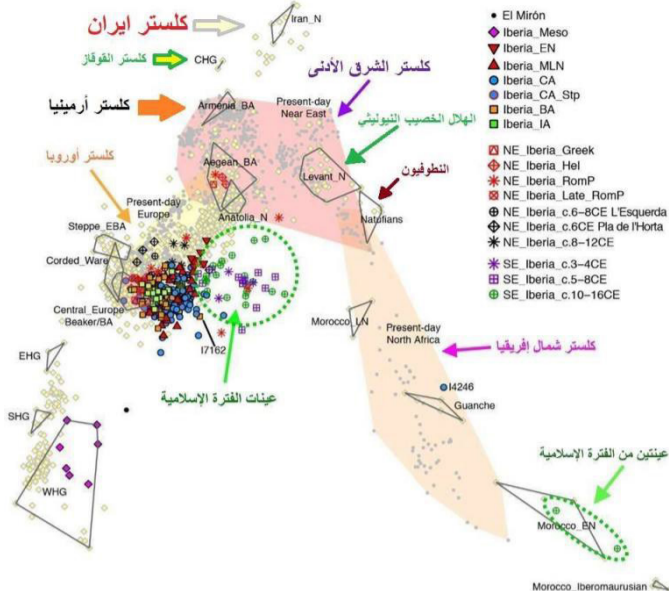 Iran_N
كلستر ايران
CHG
كلستر القوقاز
كلستر الشرق الأدنى
كلستر أرمينيا
Armenia_BA
Present-day
Near East
الهلال الخصيب النيوليثي
كلستر أوروبا
Aegean_BA
Levant_N
النطوفيون
Present-day
Europe
Anatolia_N
Natufians
Steppe_EBA
Corded_Ware
Central_Europe
Beaker/BA
I7162
Morocco_LN
Present-day
North Africa
كلستر شمال إفريقيا
عينات الفترة الإسلامية
EHG
SHG
WHG
I4246
Guanche
عينتين من الفترة الإسلامية
Morocco_EN
Morocco_Iberomaurusian
El Mirón
Iberia_Meso
Iberia_EN
Iberia_MLN
Iberia_CA
Iberia_CA_Stp
Iberia_BA
Iberia_IA
NE_Iberia_Greek
NE_Iberia_Hel
NE_Iberia_RomP
NE_Iberia_Late_RomP
NE_Iberia_c.6–8CE L'Esquerda
NE_Iberia_c.6CE Pla de l'Horta
NE_Iberia_c.8–12CE
SE_Iberia_c.3–4CE
SE_Iberia_c.5–8CE
SE_Iberia_c.10–16CE